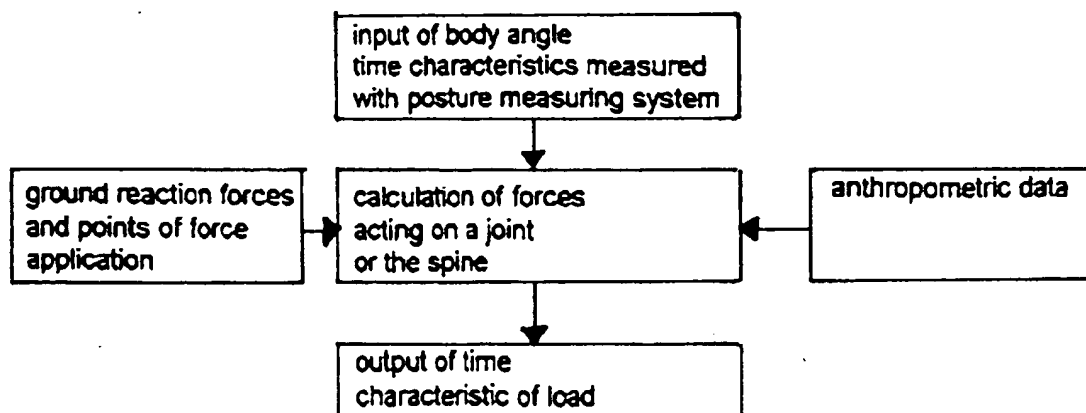 input of body angle
time characteristics measured
with posture measuring system
ground reaction forces
and points of force
application
calculation of forces
acting on a joint
or the spine
anthropometric data
output of time
characteristic of load